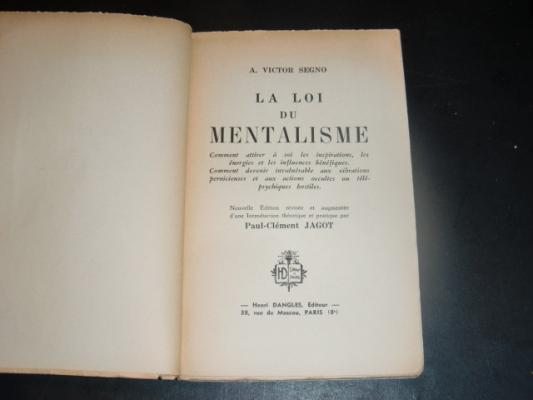 A. VICTOR SEGNO
LA LOI
DU
MENTALISME
Comment attirer à soi les inspirations, les
énergies et les influences bénéfiques.
Comment devenir invulnérable aux vibrations
pernicieuses et aux actions occultes ou télé-
psychiques hostiles.
Nouvelle Edition révisée et augmentée
d'une Introduction théorique et pratique par
Paul-Clément JAGOT
HD
— Henri DANGLES, Éditeur —
38, rue de Moscou, PARIS (8e)